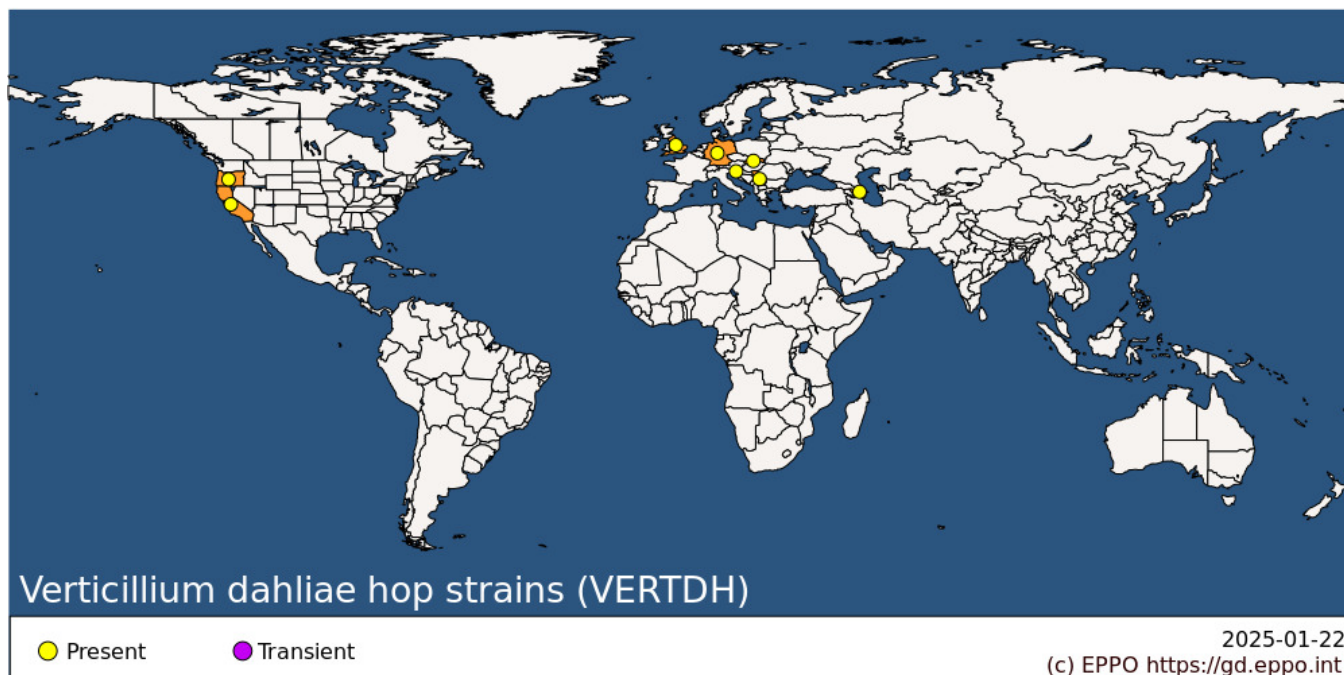 Verticillium dahliae hop strains (VERTDH)
Present
Transient
2025-01-22
(c) EPPO https://gd.eppo.int